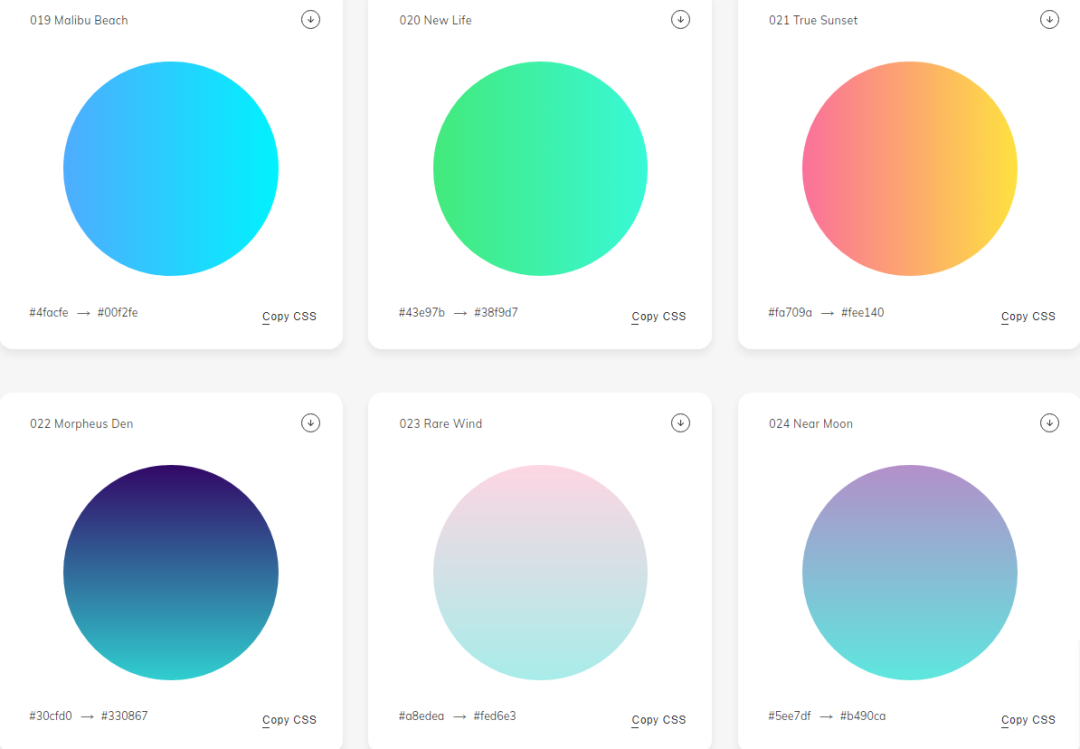 019 Malibu Beach
020 New Life
021 True Sunset
#4facfe → #00f2fe
Copy CSS
#43e97b → #38f9d7
Copy CSS
#fa709a → #fee140
Copy CSS
022 Morpheus Den
023 Rare Wind
024 Near Moon
#30cfd0 → #330867
Copy CSS
#a8edea → #fed6e3
Copy CSS
#5ee7df → #b490ca
Copy CSS